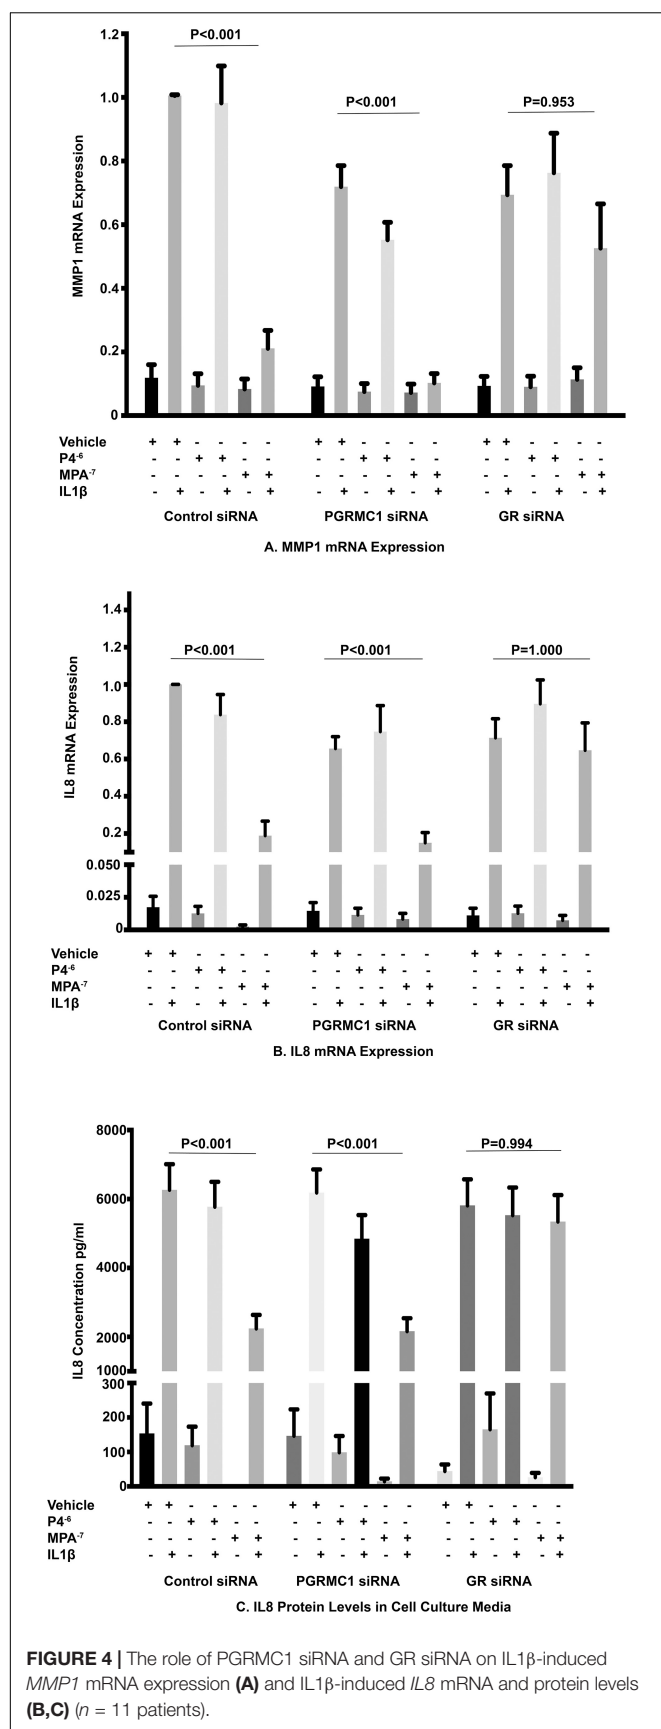 1.2
P<0.001
1.0
P<0.001
P=0.953
0.8
MMP1 mRNA Expression
0.6
0.4
0.2
0
Vehicle + + - - - - + + - - - - + + - - - -
P4⁻⁶ - - + + - - - - + + - - - - + + - -
MPA⁻⁷ - - - - + + - - - - + + - - - - + +
IL1β - + - + - + - + - + - + - + - + - +
Control siRNA PGRMC1 siRNA GR siRNA
A. MMP1 mRNA Expression
1.4
1.2
P<0.001 P<0.001 P=1.000
1.0
IL8 mRNA Expression
0.8
0.6
0.4
0.2
0.050
0.025
0
Vehicle + + - - - - + + - - - - + + - - - -
P4⁻⁶ - - + + - - - - + + - - - - + + - -
MPA⁻⁷ - - - - + + - - - - + + - - - - + +
IL1β - + - + - + - + - + - + - + - + - +
Control siRNA PGRMC1 siRNA GR siRNA
B. IL8 mRNA Expression
8000
P<0.001 P<0.001 P=0.994
6000
IL8 Concentration pg/ml
4000
2000
1000
300
200
100
0
Vehicle + + - - - - + + - - - - + + - - - -
P4⁻⁶ - - + + - - - - + + - - - - + + - -
MPA⁻⁷ - - - - + + - - - - + + - - - - + +
IL1β - + - + - + - + - + - + - + - + - +
Control siRNA PGRMC1 siRNA GR siRNA
C. IL8 Protein Levels in Cell Culture Media
FIGURE 4 | The role of PGRMC1 siRNA and GR siRNA on IL1β-induced
MMP1 mRNA expression (A) and IL1β-induced IL8 mRNA and protein levels
(B,C) (n = 11 patients).